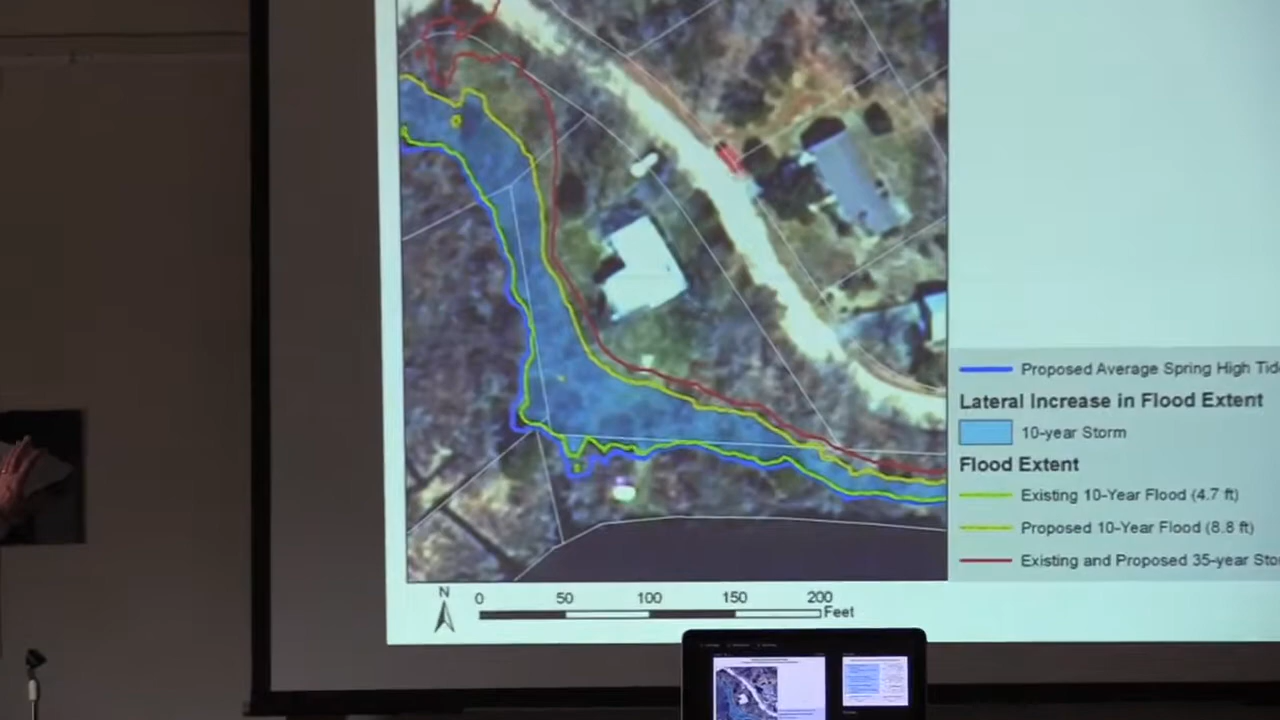 Proposed Average Spring High Tid
Lateral Increase in Flood Extent
10-year Storm
Flood Extent
Existing 10-Year Flood (4.7 ft)
Proposed 10-Year Flood (8.8 ft)
Existing and Proposed 35-year Sto
N
0 50 100 150 200
Feet